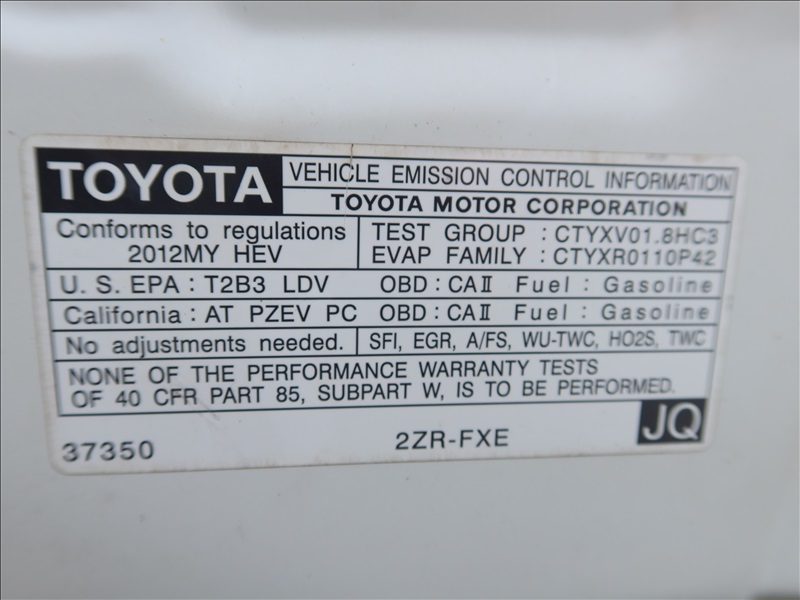 TOYOTA VEHICLE EMISSION CONTROL INFORMATION
TOYOTA MOTOR CORPORATION
Conforms to regulations
2012MY HEV
TEST GROUP : CTYXV01.8HC3
EVAP FAMILY : CTYXR0110P42
U. S. EPA : T2B3 LDV OBD : CAⅡ Fuel : Gasoline
California : AT PZEV PC OBD : CAⅡ Fuel : Gasoline
No adjustments needed. SFI, EGR, A/FS, WU-TWC, HO2S, TWC
NONE OF THE PERFORMANCE WARRANTY TESTS
OF 40 CFR PART 85, SUBPART W, IS TO BE PERFORMED.
37350 2ZR-FXE JQ